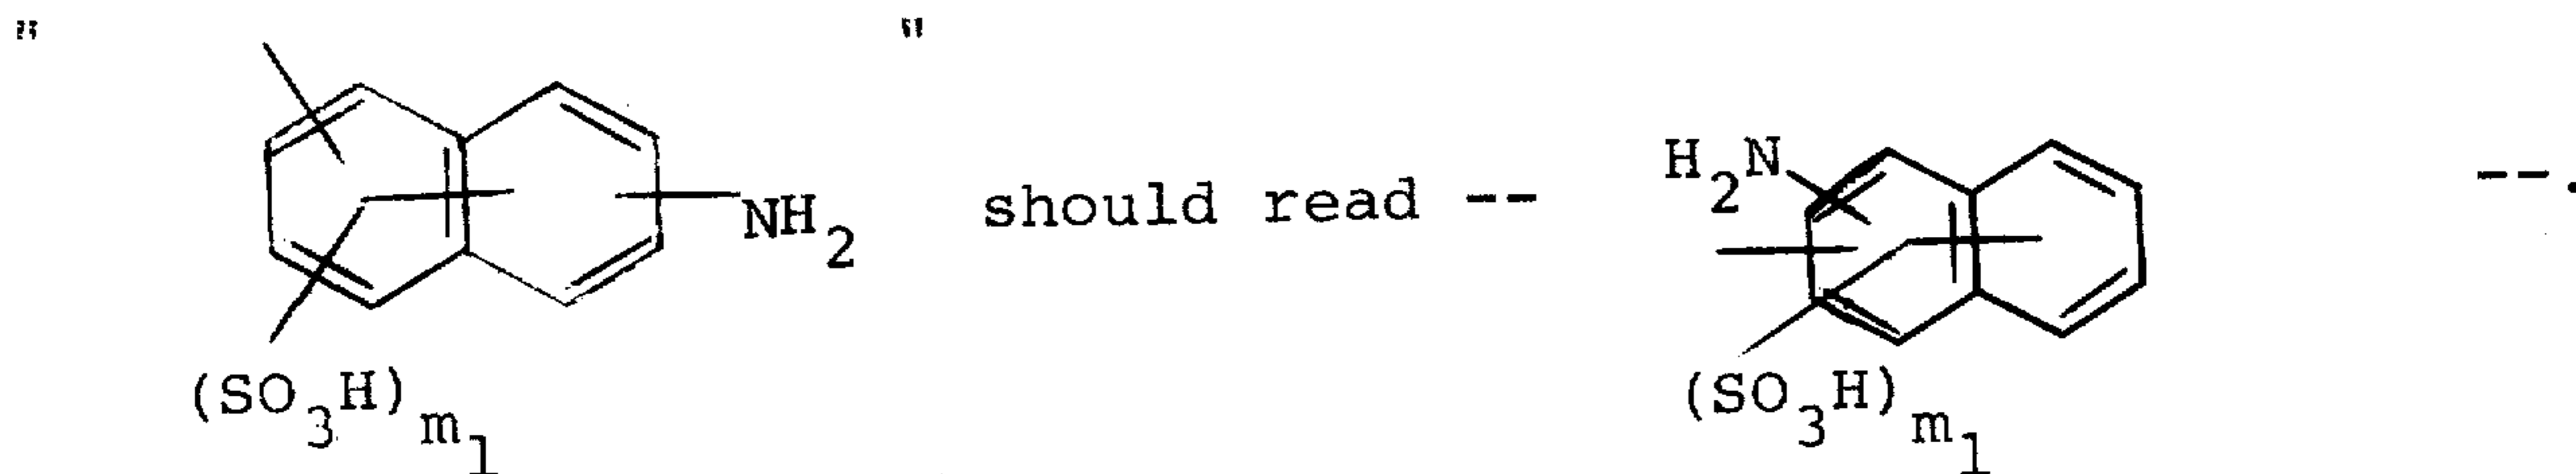 " "
H2N
NH2 should read -- --.
(SO3H)m1 (SO3H)m1